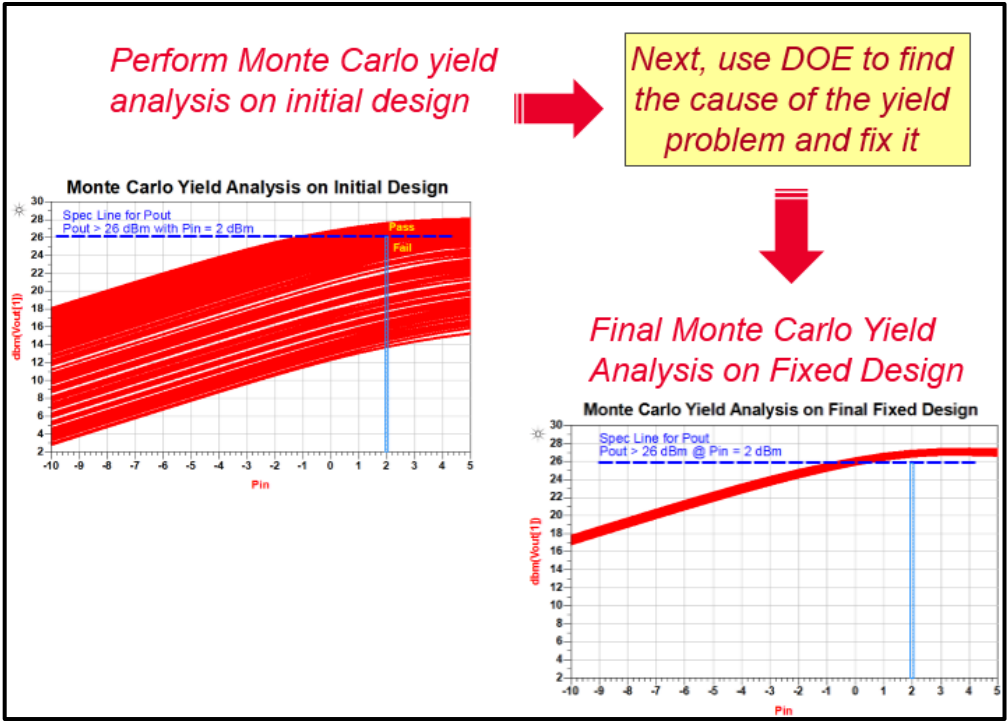 Perform Monte Carlo yield
analysis on initial design
Next, use DOE to find
the cause of the yield
problem and fix it
Monte Carlo Yield Analysis on Initial Design
Spec Line for Pout
Pout > 26 dBm with Pin = 2 dBm
Pass
Fail
30
28
26
24
22
20
18
16
14
12
10
8
6
4
2
dbm(Vout[1])
-10 -9 -8 -7 -6 -5 -4 -3 -2 -1 0 1 2 3 4 5
Pin
Final Monte Carlo Yield
Analysis on Fixed Design
Monte Carlo Yield Analysis on Final Fixed Design
Spec Line for Pout
Pout > 26 dBm @ Pin = 2 dBm
30
28
26
24
22
20
18
16
14
12
10
8
6
4
2
dbm(Vout[1])
-10 -9 -8 -7 -6 -5 -4 -3 -2 -1 0 1 2 3 4 5
Pin